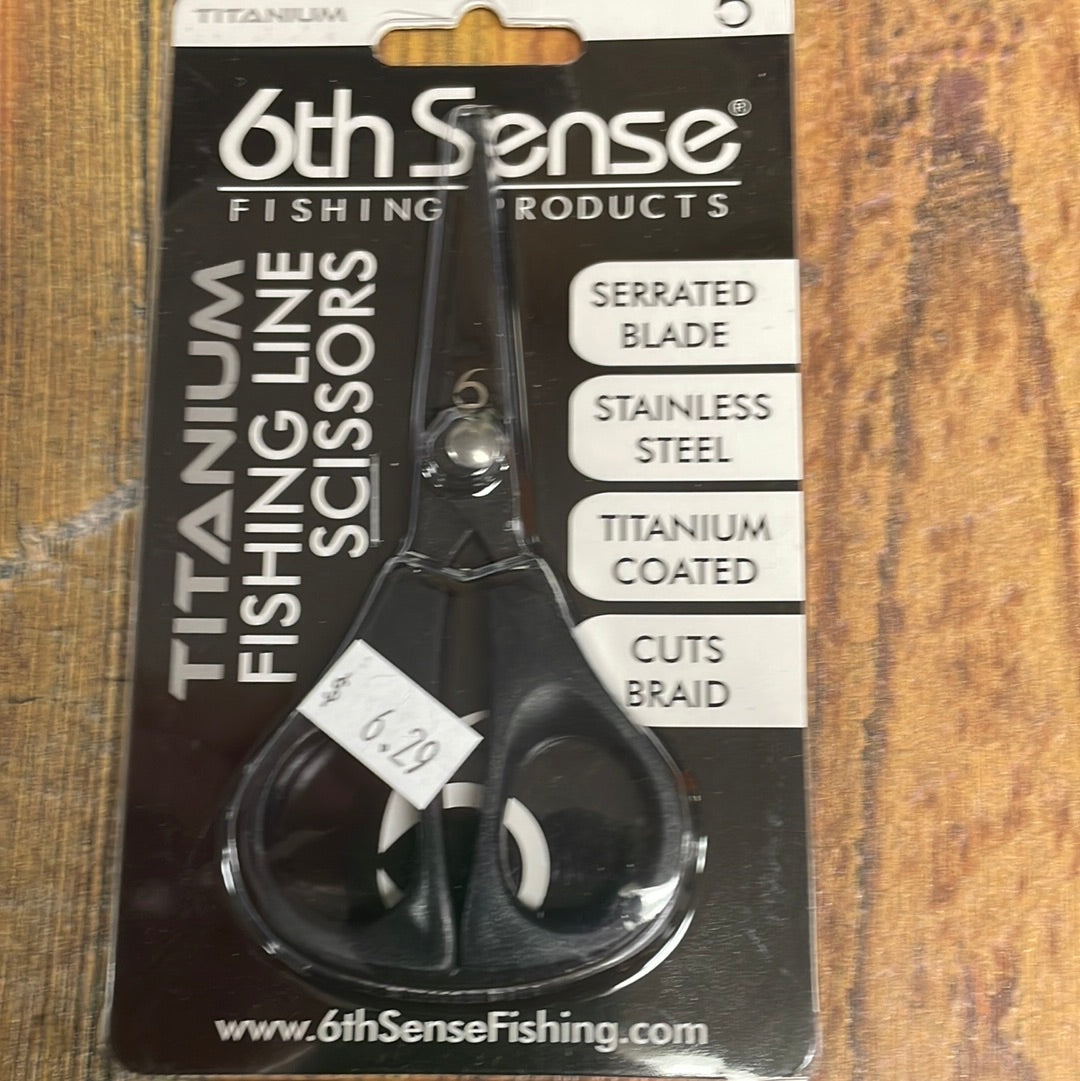 TITANIUM
6th Sense®
FISHING PRODUCTS
TITANIUM
FISHING LINE
SCISSORS
SERRATED
BLADE
STAINLESS
STEEL
TITANIUM
COATED
CUTS
BRAID
6
6.29
www.6thSenseFishing.com